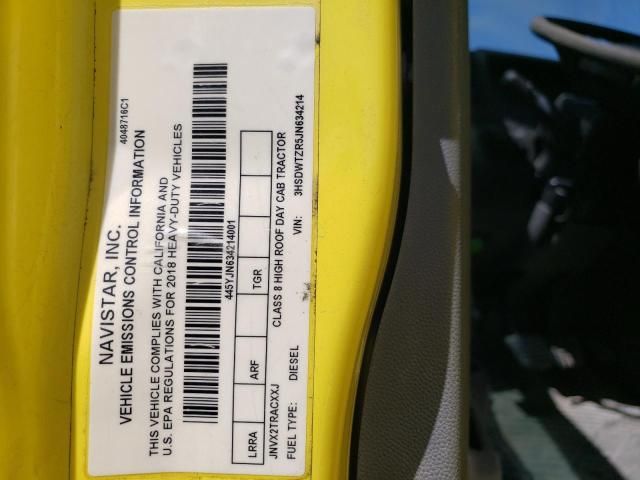 4048716C1
NAVISTAR, INC.
VEHICLE EMISSIONS CONTROL INFORMATION
THIS VEHICLE COMPLIES WITH CALIFORNIA AND
U.S. EPA REGULATIONS FOR 2018 HEAVY-DUTY VEHICLES
445YJN634214001
LRRA ARF TGR
JNVX2TRACXXJ CLASS 8 HIGH ROOF DAY CAB TRACTOR
FUEL TYPE: DIESEL VIN: 3HSDWTZR5JN634214